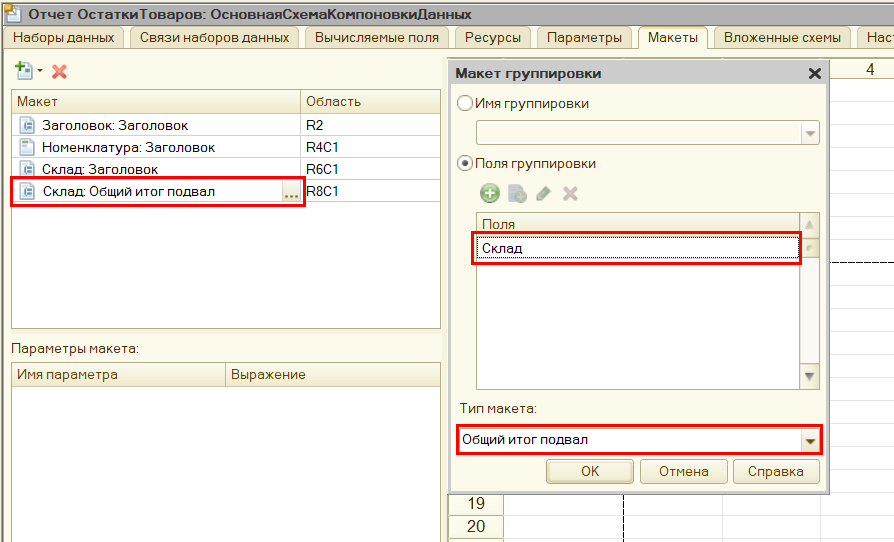 Отчет ОстаткиТоваров: ОсновнаяСхемаКомпоновкиДанных
Наборы данных Связи наборов данных Вычисляемые поля Ресурсы Параметры Макеты Вложенные схемы Наст
Макет Область
Заголовок: Заголовок R2
Номенклатура: Заголовок R4C1
Склад: Заголовок R6C1
Склад: Общий итог подвал ... R8C1
Параметры макета:
Имя параметра Выражение
Макет группировки
4
Имя группировки
Поля группировки
Поля
Склад
Тип макета:
Общий итог подвал
OK Отмена Справка
19
20